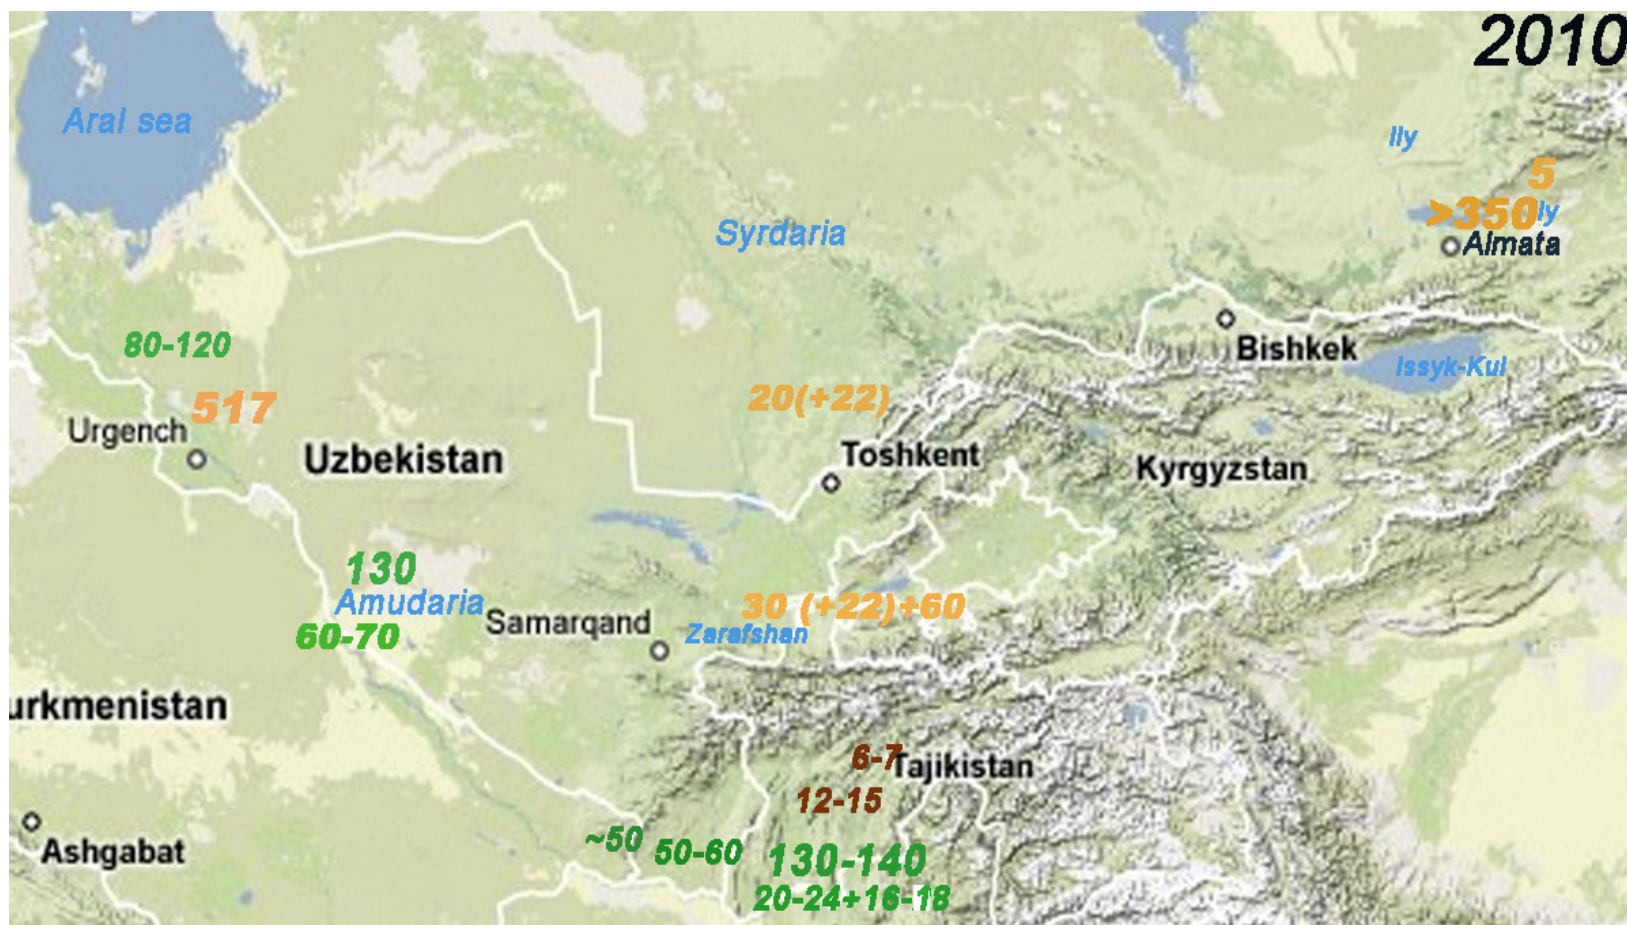 2010
Aral sea
Ily
5
>350 Ily
Almata
Syrdaria
80-120
Bishkek
Issyk-Kul
517
20(+22)
Urgench
Uzbekistan
Toshkent
Kyrgyzstan
130
Amudaria
60-70
30 (+22)+60
Samarqand
Zarafshan
urkmenistan
6-7
Tajikistan
12-15
~50
50-60
130-140
20-24+16-18
Ashgabat